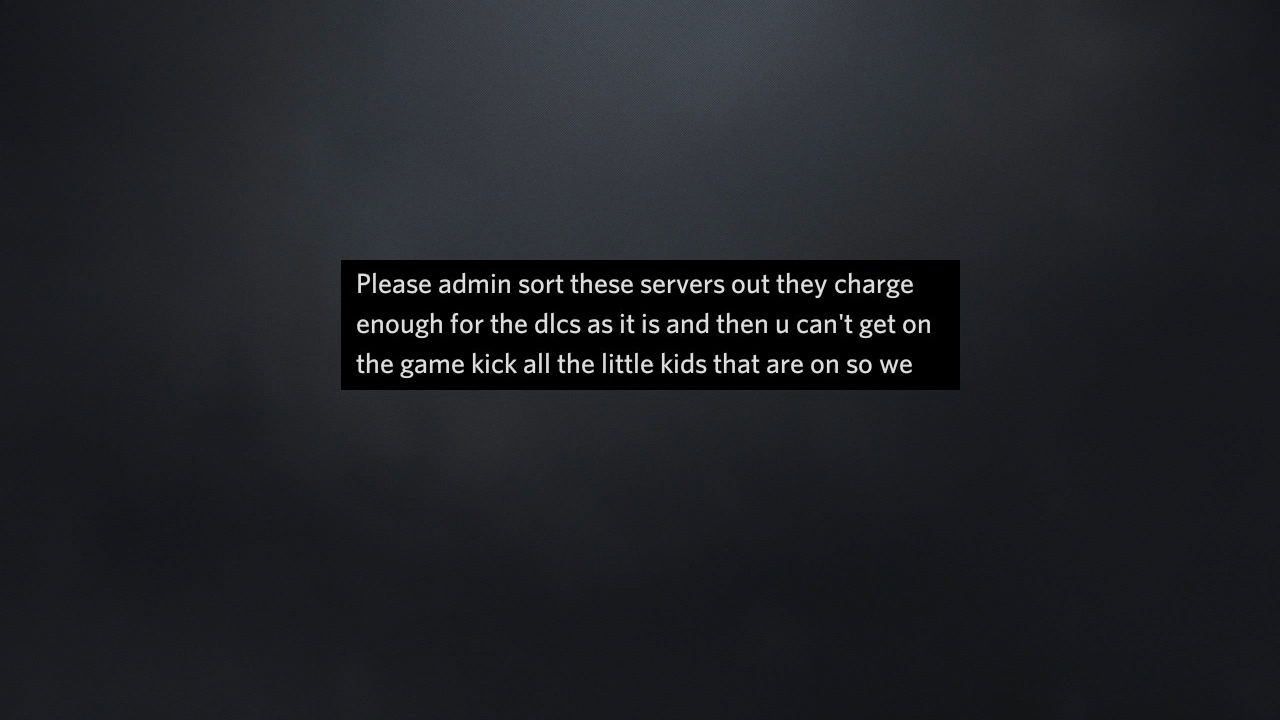 Please admin sort these servers out they charge
enough for the dlcs as it is and then u can't get on
the game kick all the little kids that are on so we